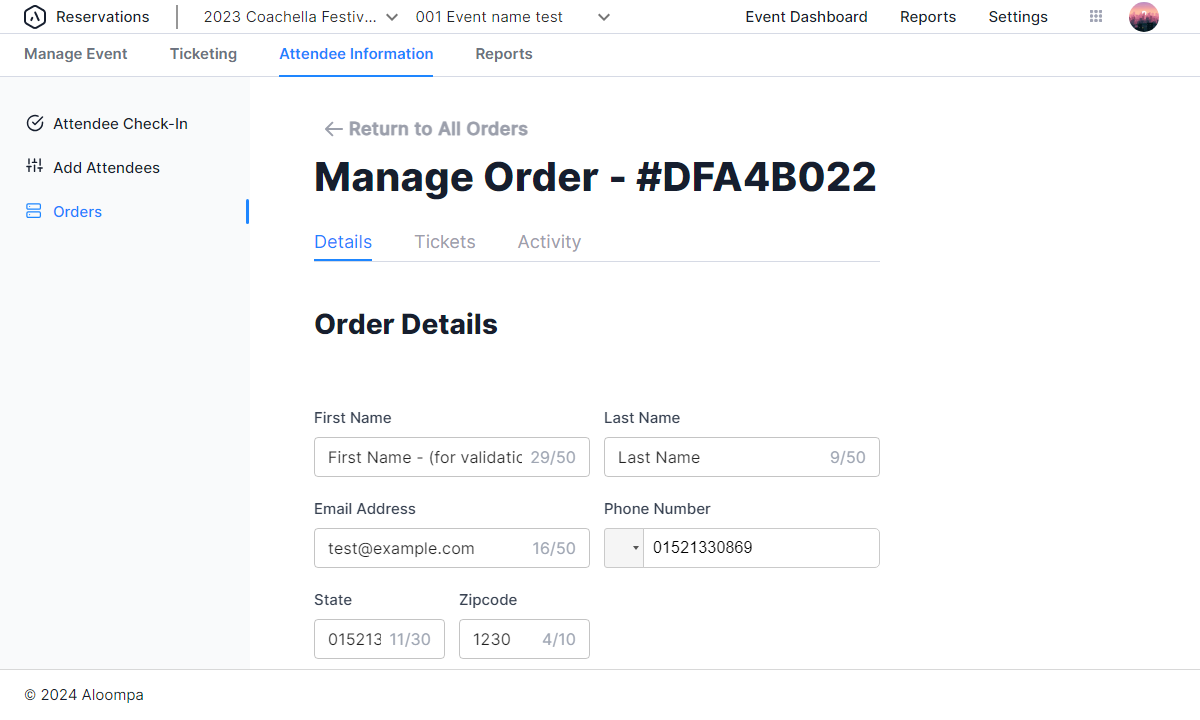 Reservations 2023 Coachella Festiv... 001 Event name test Event Dashboard Reports Settings
Manage Event Ticketing Attendee Information Reports
Attendee Check-In
Add Attendees
Orders
Return to All Orders
Manage Order - #DFA4B022
Details Tickets Activity
Order Details
First Name Last Name
First Name - (for validatic 29/50 Last Name 9/50
Email Address Phone Number
test@example.com 16/50 01521330869
State Zipcode
015213 11/30 1230 4/10
© 2024 Aloompa